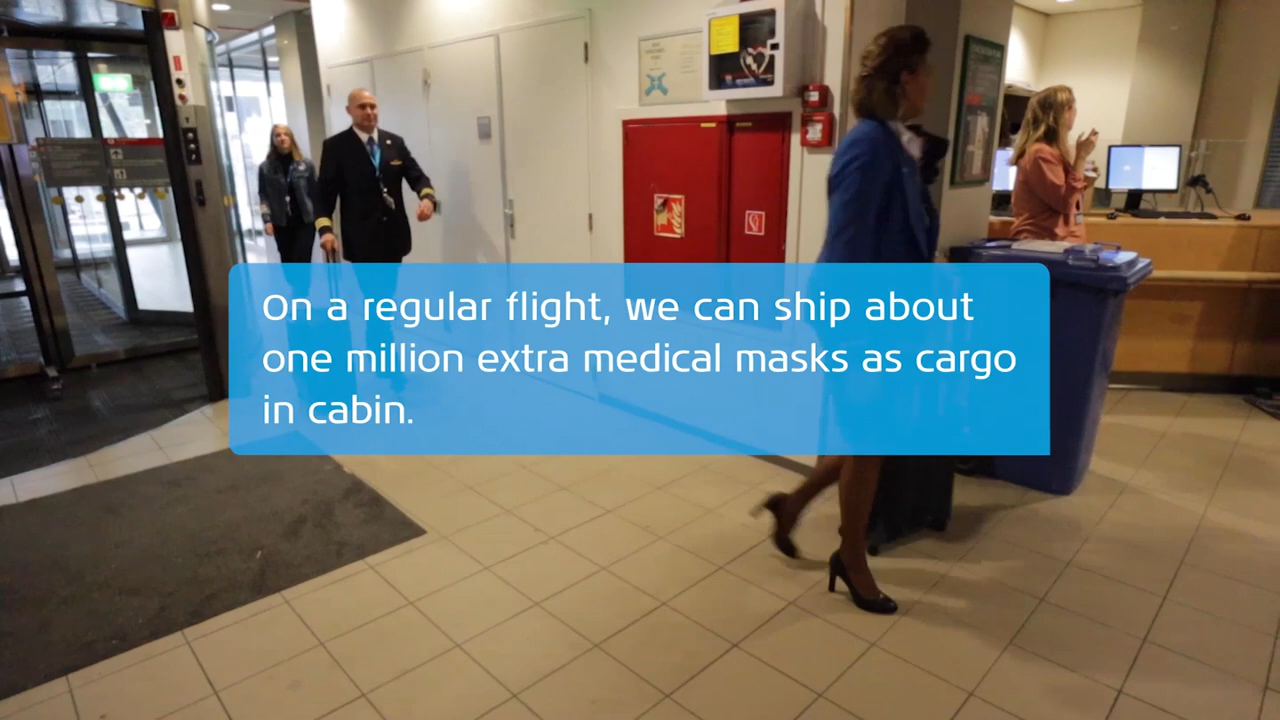 On a regular flight, we can ship about
one million extra medical masks as cargo
in cabin.